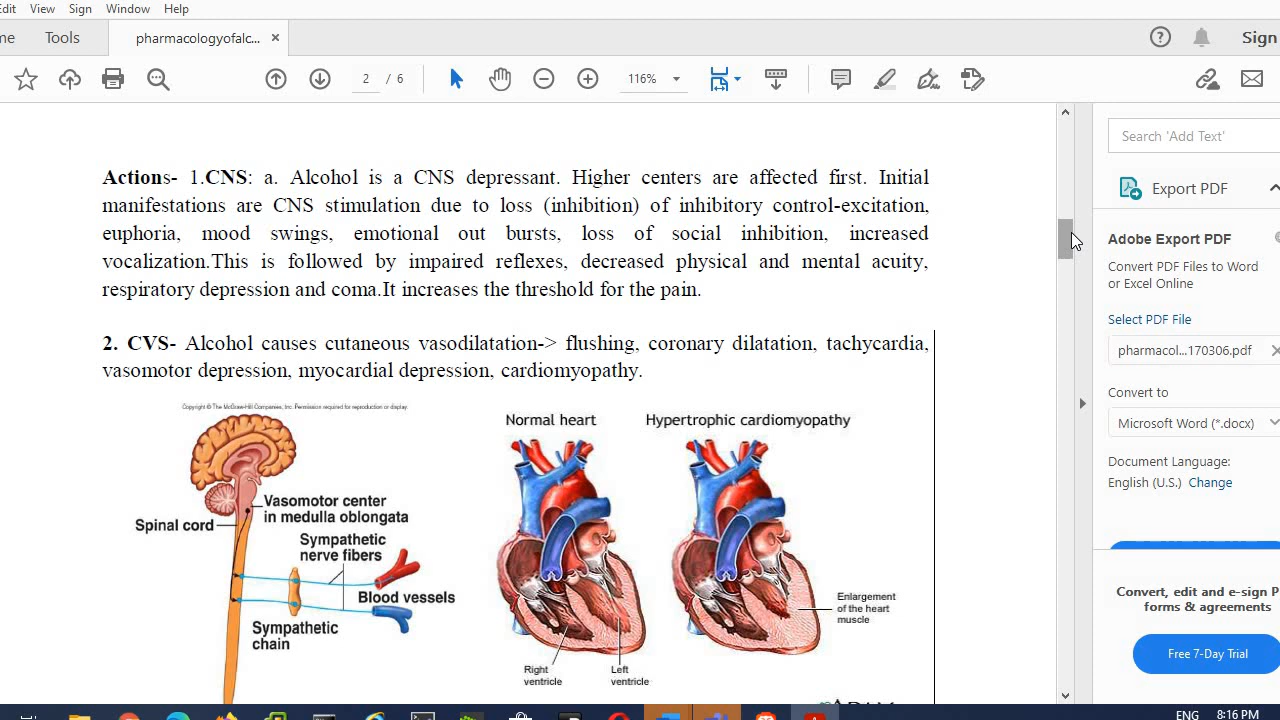 Edit View Sign Window Help
me Tools pharmacologyofalc... × Sign
2 / 6 116%
Search 'Add Text'
Export PDF
Adobe Export PDF
Convert PDF Files to Word
or Excel Online
Select PDF File
pharmacol...170306.pdf
Convert to
Microsoft Word (*.docx)
Document Language:
English (U.S.) Change
Convert, edit and e-sign P
forms & agreements
Free 7-Day Trial
Actions- 1.CNS: a. Alcohol is a CNS depressant. Higher centers are affected first. Initial
manifestations are CNS stimulation due to loss (inhibition) of inhibitory control-excitation,
euphoria, mood swings, emotional out bursts, loss of social inhibition, increased
vocalization.This is followed by impaired reflexes, decreased physical and mental acuity,
respiratory depression and coma.It increases the threshold for the pain.
2. CVS- Alcohol causes cutaneous vasodilatation-> flushing, coronary dilatation, tachycardia,
vasomotor depression, myocardial depression, cardiomyopathy.
Copyright © The McGraw-Hill Companies, Inc. Permission required for reproduction or display.
Vasomotor center
in medulla oblongata
Spinal cord
Sympathetic
nerve fibers
Blood vessels
Sympathetic
chain
Normal heart
Hypertrophic cardiomyopathy
Enlargement
of the heart
muscle
Right
ventricle
Left
ventricle
ENG 8:16 PM